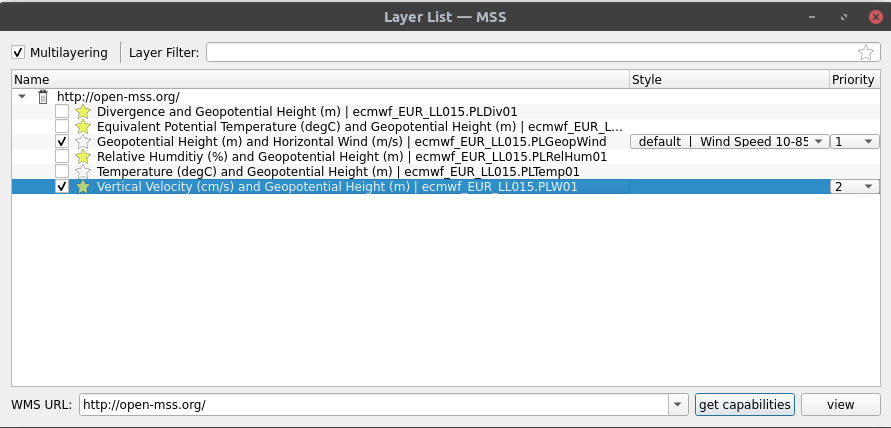 Layer List — MSS
Multilayering Layer Filter:
Name Style Priority
http://open-mss.org/
Divergence and Geopotential Height (m) | ecmwf_EUR_LL015.PLDiv01
Equivalent Potential Temperature (degC) and Geopotential Height (m) | ecmwf_EUR_L...
Geopotential Height (m) and Horizontal Wind (m/s) | ecmwf_EUR_LL015.PLGeopWind default | Wind Speed 10-85 1
Relative Humditiy (%) and Geopotential Height (m) | ecmwf_EUR_LL015.PLRelHum01
Temperature (degC) and Geopotential Height (m) | ecmwf_EUR_LL015.PLTemp01
Vertical Velocity (cm/s) and Geopotential Height (m) | ecmwf_EUR_LL015.PLW01 2
WMS URL: http://open-mss.org/ get capabilities view